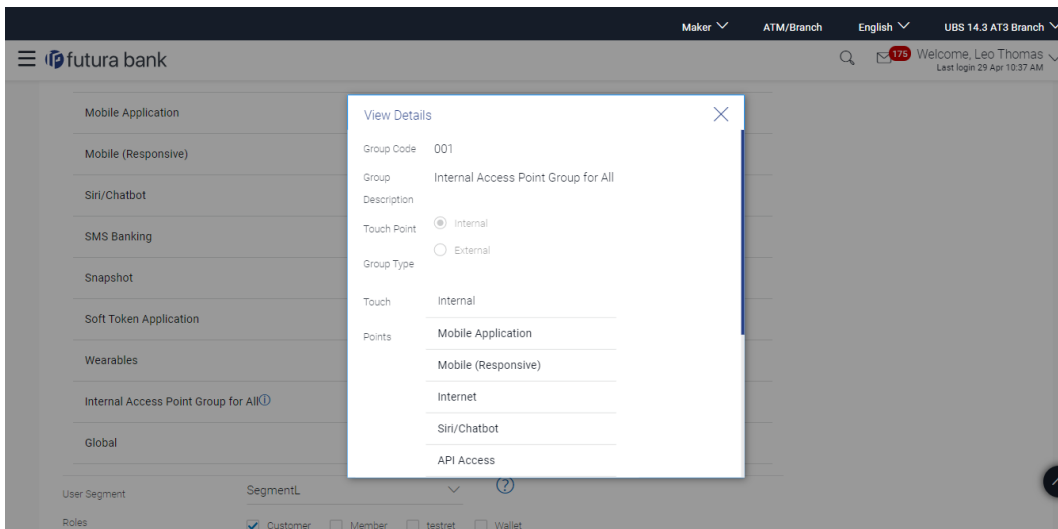 Maker ATM/Branch English UBS 14.3 AT3 Branch
futura bank
175
Welcome, Leo Thomas
Last login 29 Apr 10:37 AM
Mobile Application
Mobile (Responsive)
Siri/Chatbot
SMS Banking
Snapshot
Soft Token Application
Wearables
Internal Access Point Group for All
Global
User Segment SegmentL
Roles Customer Member testret Wallet
View Details
Group Code 001
Group Description Internal Access Point Group for All
Touch Point Group Type
Internal
External
Touch Points
Internal
Mobile Application
Mobile (Responsive)
Internet
Siri/Chatbot
API Access